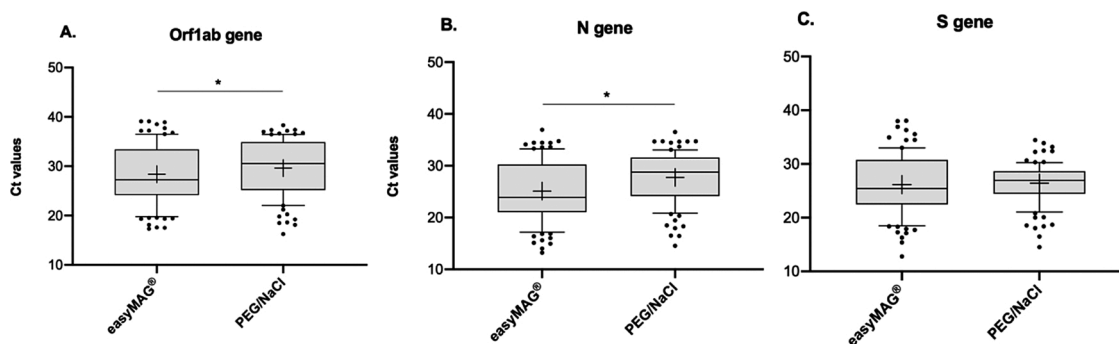 A.
Orf1ab gene
Ct values
50
40
30
20
10
*
easyMAG®
PEG/NaCl
B.
N gene
Ct values
50
40
30
20
10
*
easyMAG®
PEG/NaCl
C.
S gene
50
40
30
20
10
easyMAG®
PEG/NaCl